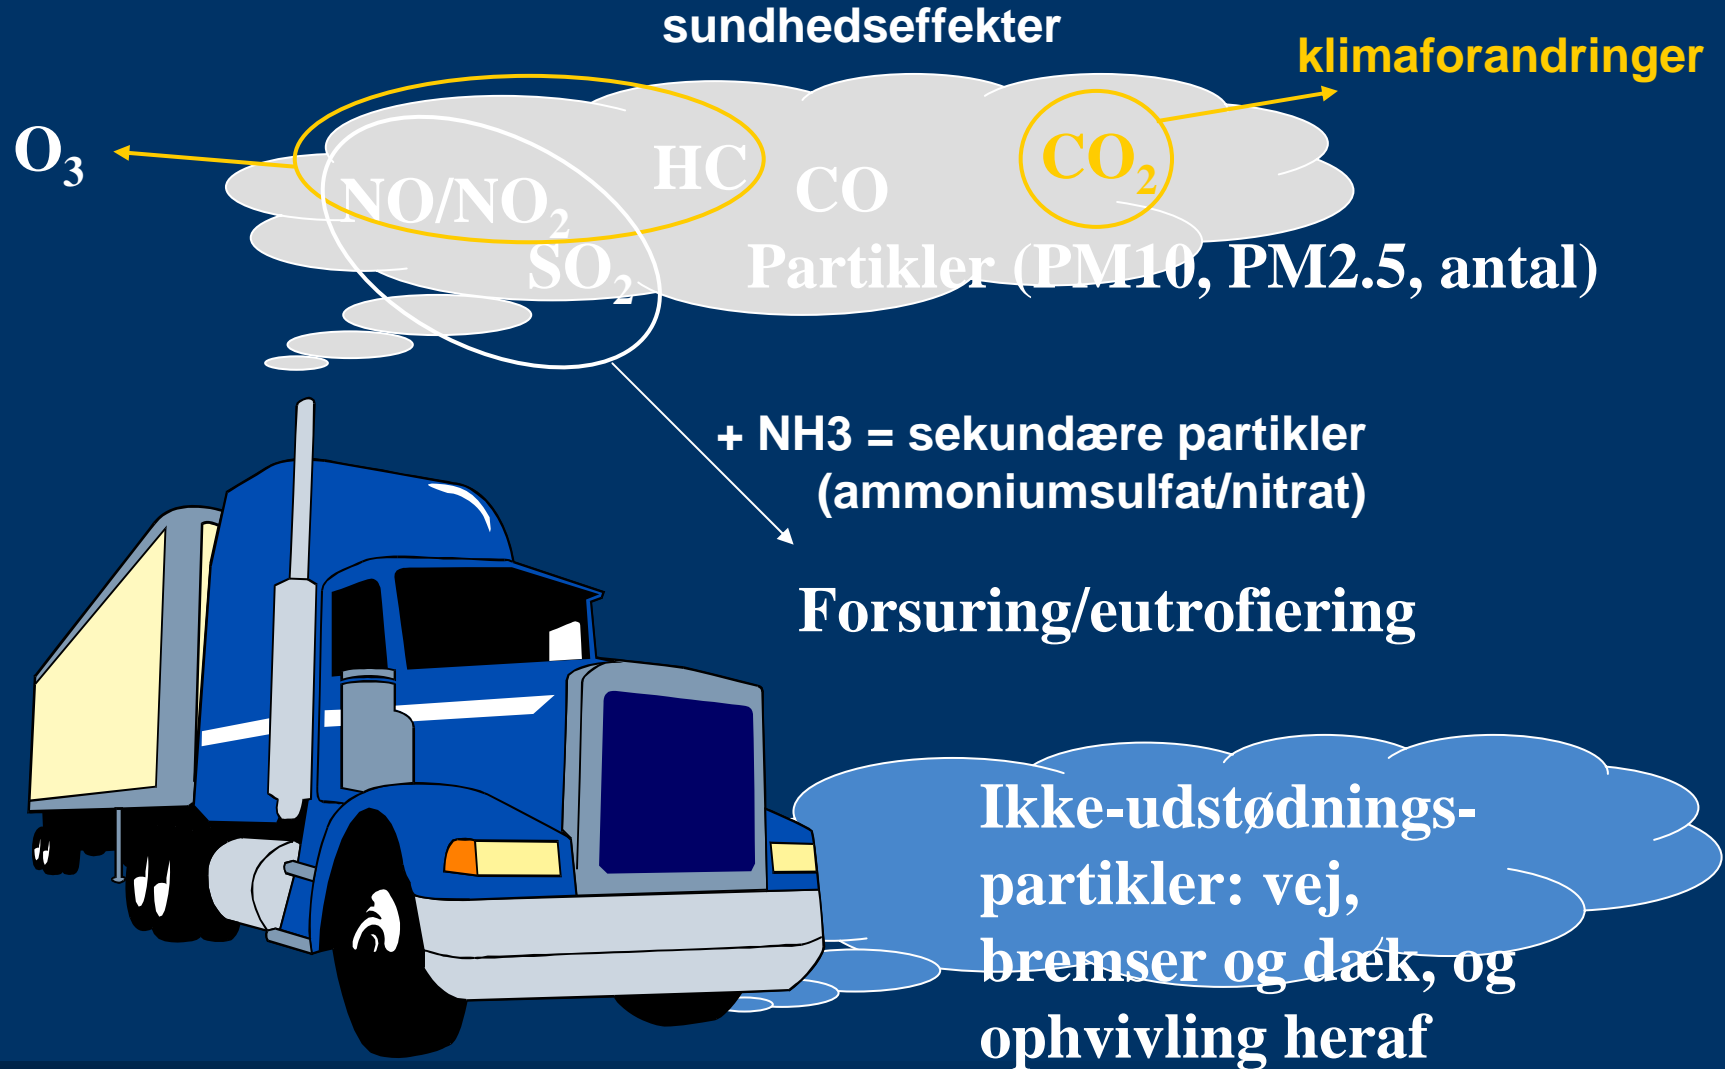 sundhedseffekter
klimaforandringer
O₃
HC
CO
CO₂
NO/NO₂
SO₂
Partikler (PM10, PM2.5, antal)
+ NH3 = sekundære partikler
(ammoniumsulfat/nitrat)
Forsuring/eutrofiering
Ikke-udstødnings-
partikler: vej,
bremser og dæk, og
ophvivling heraf